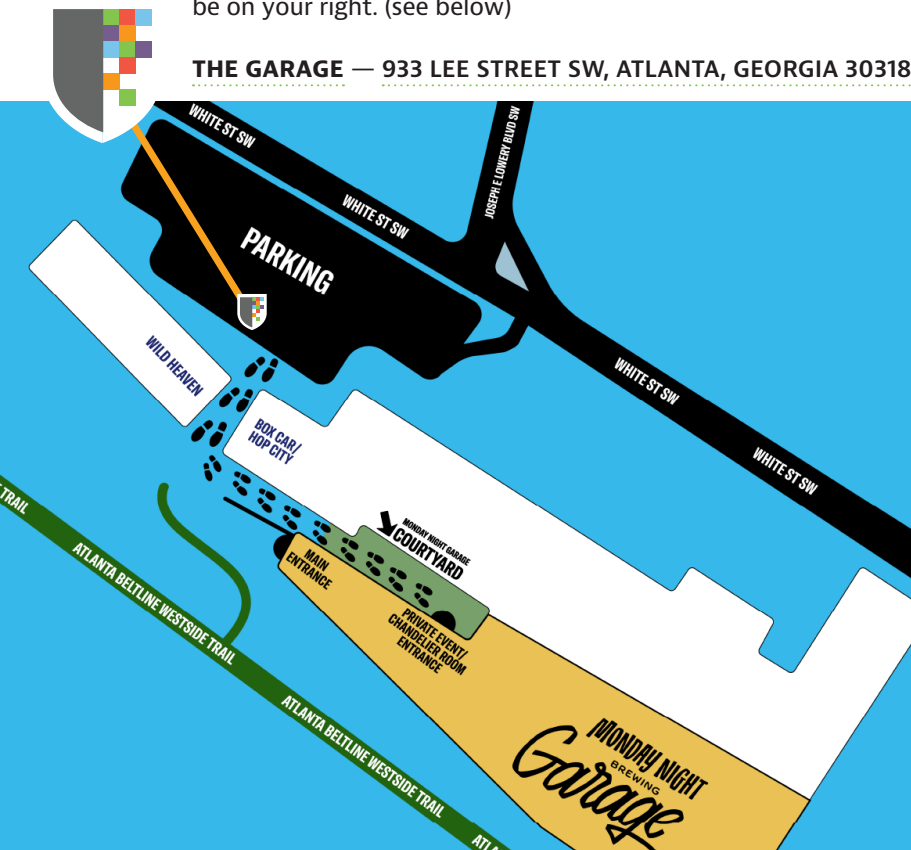 be on your right. (see below)
THE GARAGE — 933 LEE STREET SW, ATLANTA, GEORGIA 30318
WHITE ST SW
JOSEPH E LOWERY BLVD SW
WHITE ST SW
PARKING
WILD HEAVEN
WHITE ST SW
BOX CAR/
HOP CITY
WHITE ST SW
TRAIL
MONDAY NIGHT GARAGE
COURTYARD
ATLANTA BELTLINE WESTSIDE TRAIL
MAIN
ENTRANCE
PRIVATE EVENT/
CHANDELIER ROOM
ENTRANCE
ATLANTA BELTLINE WESTSIDE TRAIL
MONDAY NIGHT
BREWING
Garage
ATLA